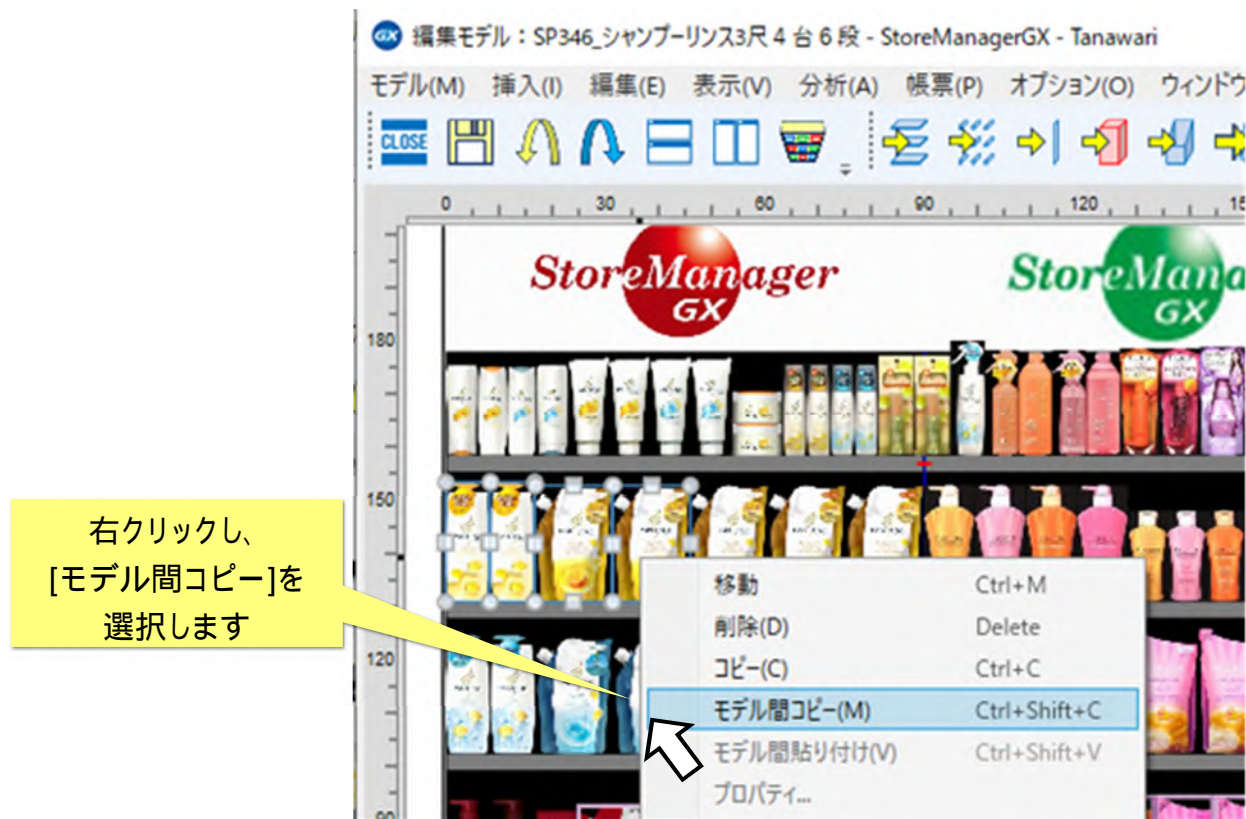 GX 編集モデル：SP346_シャンプーリンス3尺4台6段 - StoreManagerGX - Tanawari
モデル(M) 挿入(I) 編集(E) 表示(V) 分析(A) 帳票(P) オプション(O) ウィンドウ
CLOSE
0 30 60 90 120
StoreManager
GX
StoreMana
GX
180
150
120
90
右クリックし、
[モデル間コピー]を
選択します
移動 Ctrl+M
削除(D) Delete
コピー(C) Ctrl+C
モデル間コピー(M) Ctrl+Shift+C
モデル間貼り付け(V) Ctrl+Shift+V
プロパティ...